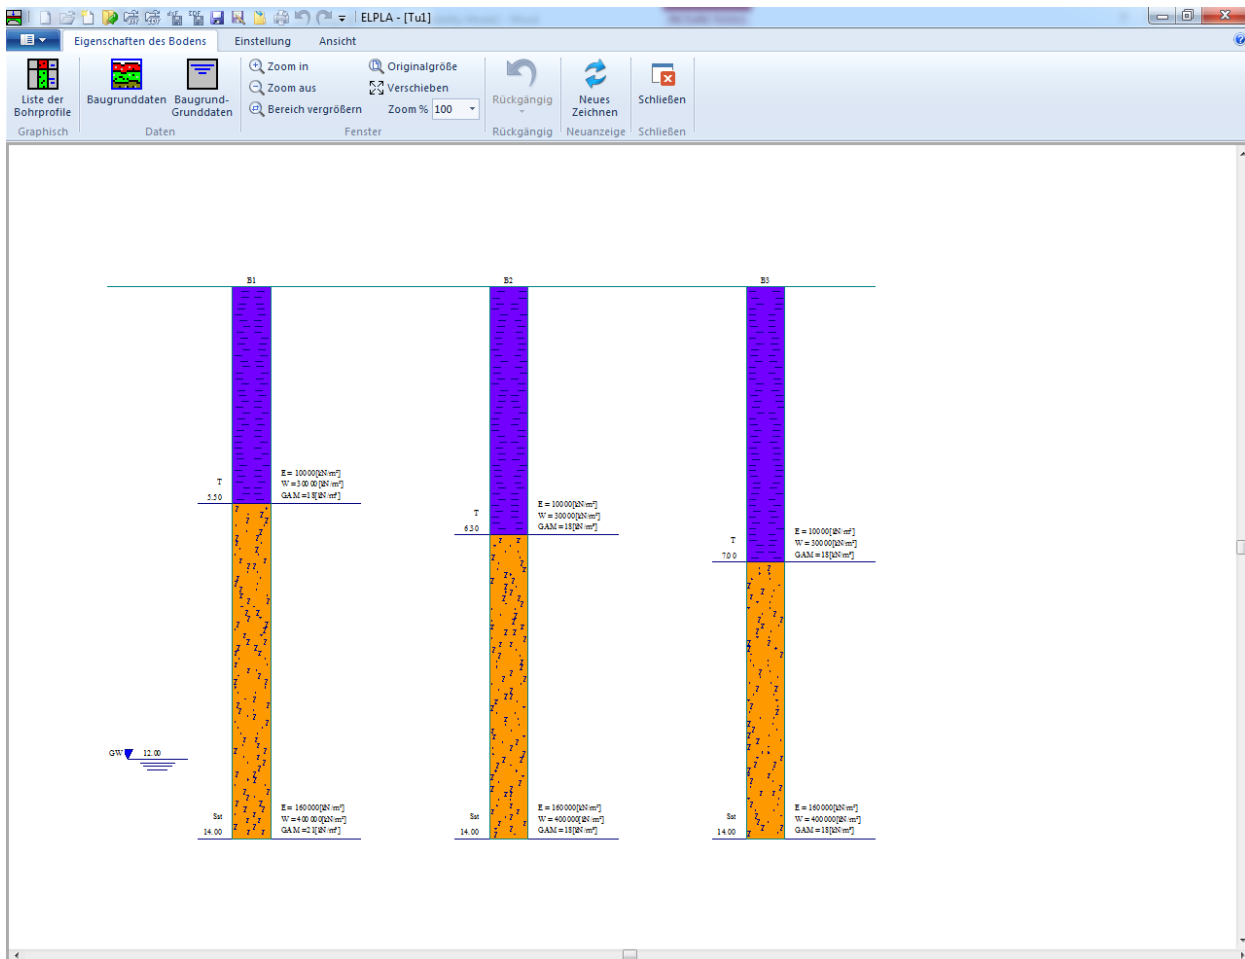 ELPLA - [Tu1]
Eigenschaften des Bodens
Einstellung
Ansicht
Liste der
Bohrprofile
Graphisch
Baugrunddaten
Baugrund-
Grunddaten
Daten
Zoom in
Zoom aus
Bereich vergrößern
Originalgröße
Verschieben
Zoom % 100
Fenster
Rückgängig
Rückgängig
Neues
Zeichnen
Neuanzeige
Schließen
Schließen
B1
B2
B3
T
5.50
E = 10000[kN/m²]
W = 30000[kN/m²]
GAM =18[kN/m³]
T
6.30
E = 10000[kN/m²]
W = 30000[kN/m²]
GAM =18[kN/m³]
T
7.00
E = 10000[kN/m²]
W = 30000[kN/m²]
GAM =18[kN/m³]
GW 12.00
Sst
14.00
E = 160000[kN/m²]
W = 400000[kN/m²]
GAM =21[kN/m³]
Sst
14.00
E = 160000[kN/m²]
W = 400000[kN/m²]
GAM =18[kN/m³]
Sst
14.00
E = 160000[kN/m²]
W = 400000[kN/m²]
GAM =18[kN/m³]